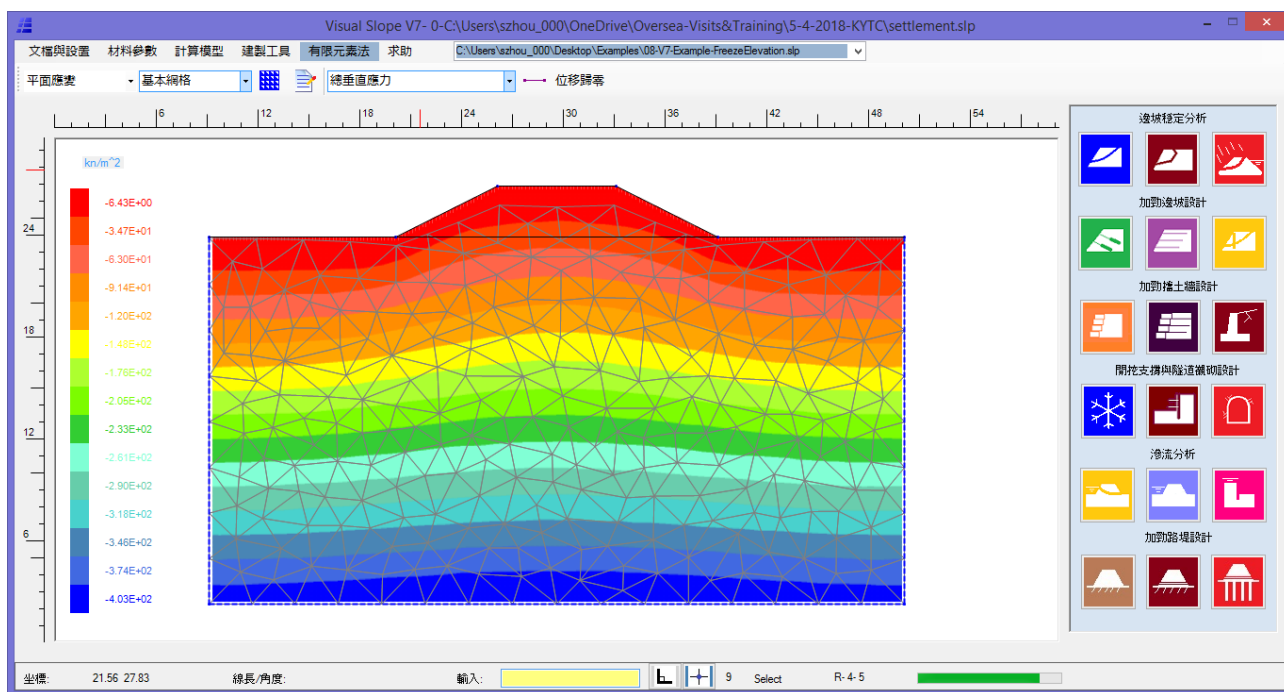 Visual Slope V7- 0-C:\Users\szhou_000\OneDrive\Oversea-Visits&Training\5-4-2018-KYTC\settlement.slp
文檔與設置 材料參數 計算模型 建製工具 有限元素法 求助 C:\Users\szhou_000\Desktop\Examples\08-V7-Example-FreezeElevation.slp
平面應變 基本網格 總垂直應力 位移歸零
6 12 18 24 30 36 42 48 54
24
18
12
6
kn/m^2
-6.43E+00
-3.47E+01
-6.30E+01
-9.14E+01
-1.20E+02
-1.48E+02
-1.76E+02
-2.05E+02
-2.33E+02
-2.61E+02
-2.90E+02
-3.18E+02
-3.46E+02
-3.74E+02
-4.03E+02
邊坡穩定分析
加勁邊坡設計
加勁擋土牆設計
開挖支撐與隧道襯砌設計
滲流分析
加勁路堤設計
坐標: 21.56 27.83 線長/角度: 輸入: 9 Select R- 4- 5